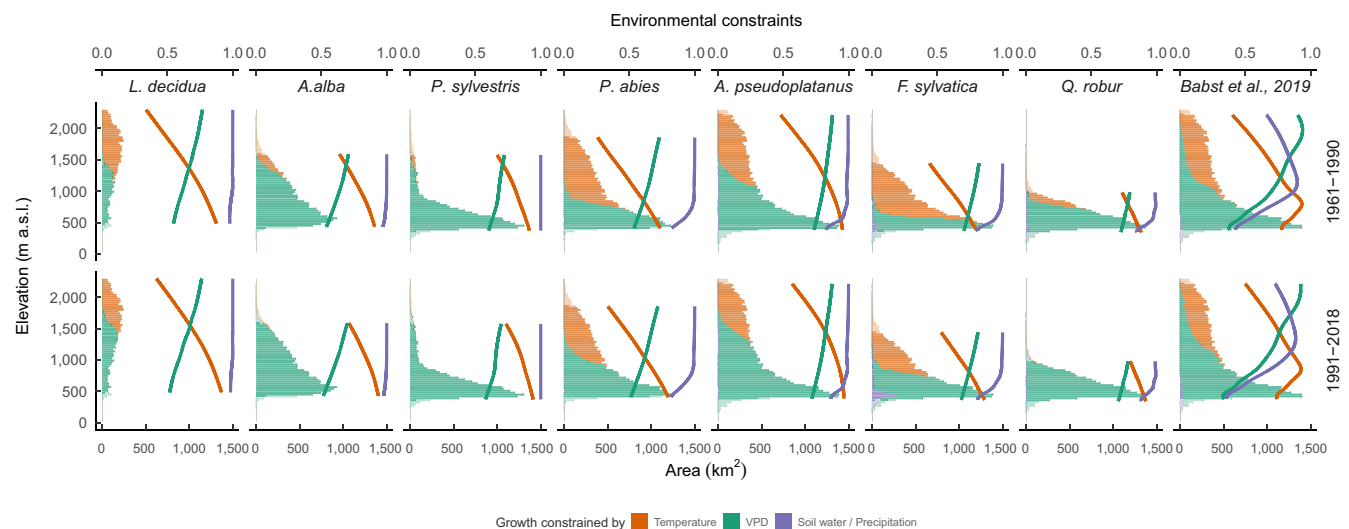 Environmental constraints
0.0 0.5 1.0 0.0 0.5 1.0 0.0 0.5 1.0 0.0 0.5 1.0 0.0 0.5 1.0 0.0 0.5 1.0 0.0 0.5 1.0 0.0 0.5 1.0
L. decidua A.alba P. sylvestris P. abies A. pseudoplatanus F. sylvatica Q. robur Babst et al., 2019
Elevation (m a.s.l.)
2,000
1,500
1,000
500
0
1961−1990
2,000
1,500
1,000
500
0
1991−2018
0 500 1,000 1,500 0 500 1,000 1,500 0 500 1,000 1,500 0 500 1,000 1,500 0 500 1,000 1,500 0 500 1,000 1,500 0 500 1,000 1,500 0 500 1,000 1,500
Area (km²)
Growth constrained by Temperature VPD Soil water / Precipitation